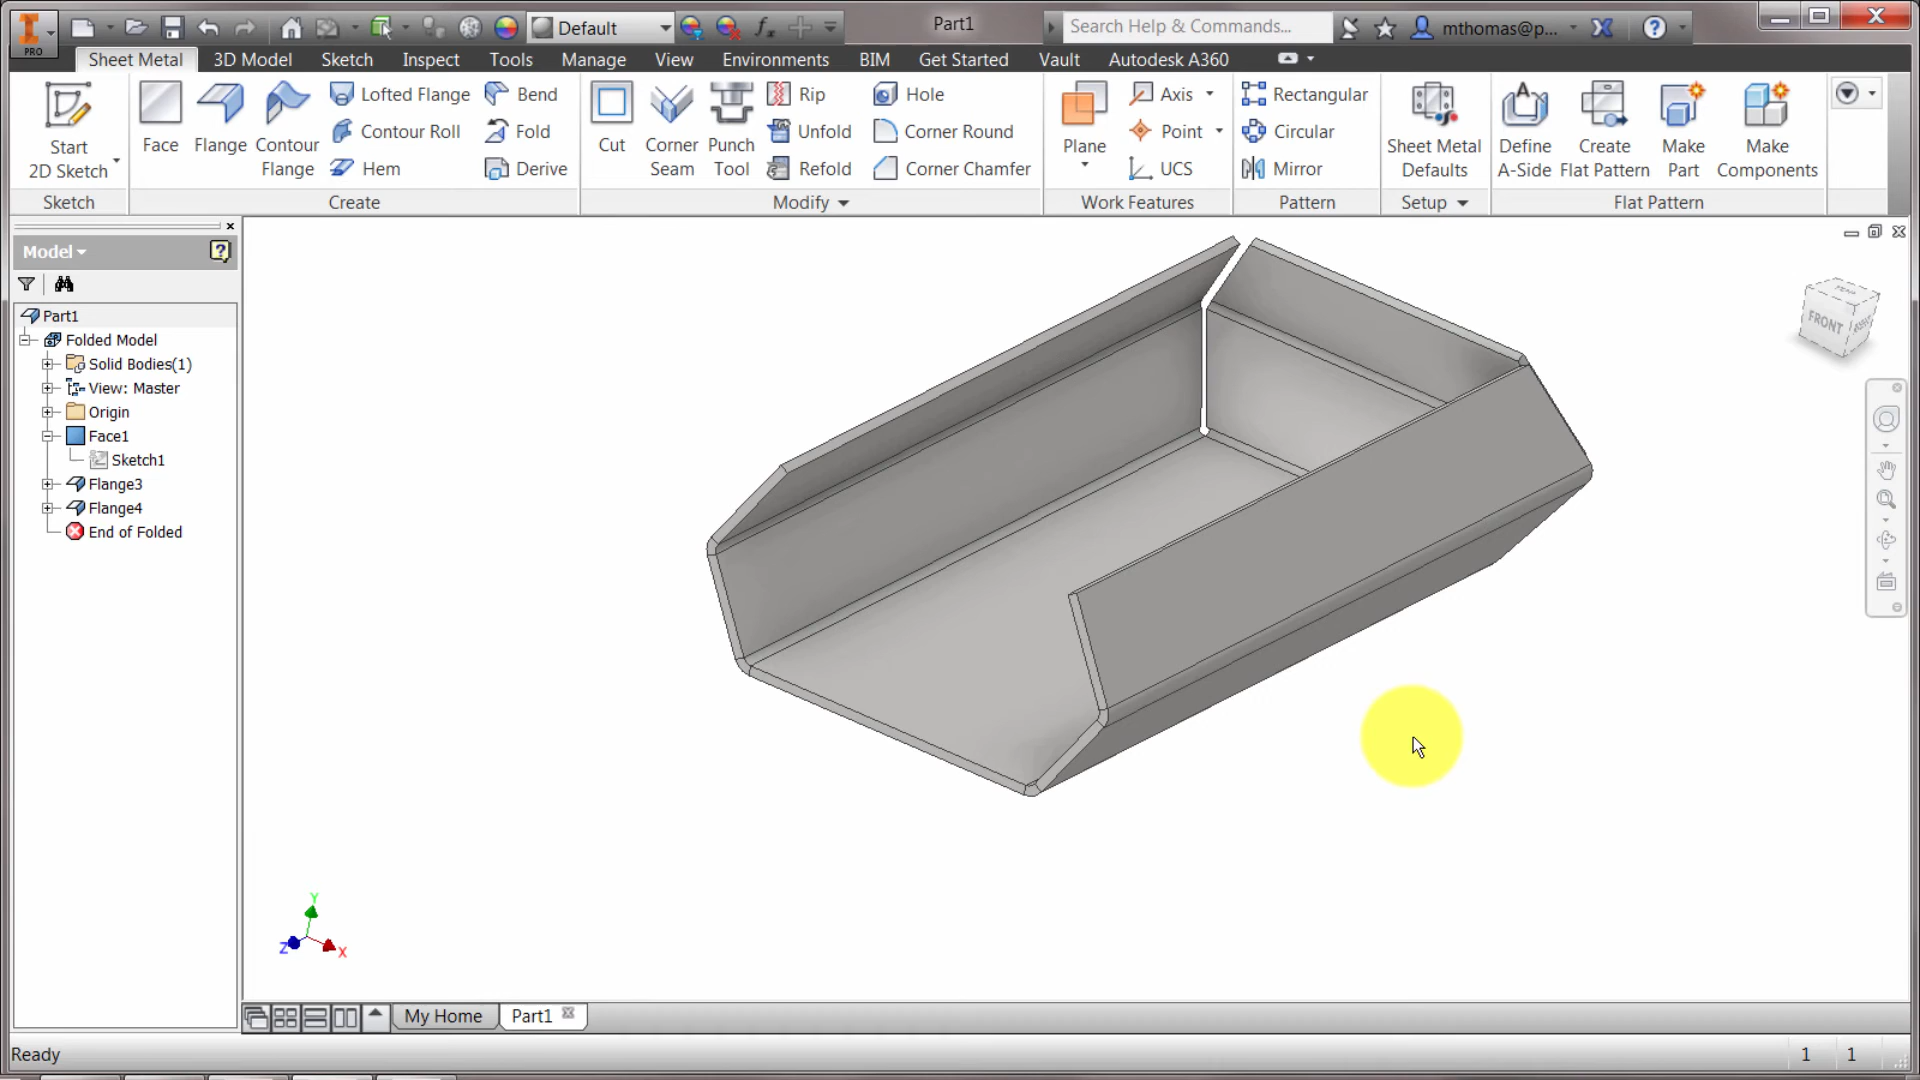 PRO
Default
Part1
Search Help & Commands...
mthomas@p...
Sheet Metal
3D Model
Sketch
Inspect
Tools
Manage
View
Environments
BIM
Get Started
Vault
Autodesk A360
Start
2D Sketch
Face
Flange
Contour
Flange
Lofted Flange
Contour Roll
Hem
Bend
Fold
Derive
Cut
Corner
Seam
Punch
Tool
Rip
Unfold
Refold
Hole
Corner Round
Corner Chamfer
Plane
Axis
Point
UCS
Rectangular
Circular
Mirror
Sheet Metal
Defaults
Define
A-Side
Create
Flat Pattern
Make
Part
Make
Components
Sketch
Create
Modify
Work Features
Pattern
Setup
Flat Pattern
Model
Part1
Folded Model
Solid Bodies(1)
View: Master
Origin
Face1
Sketch1
Flange3
Flange4
End of Folded
TOP
FRONT
RIGHT
Y
Z
X
My Home
Part1
Ready
1 1